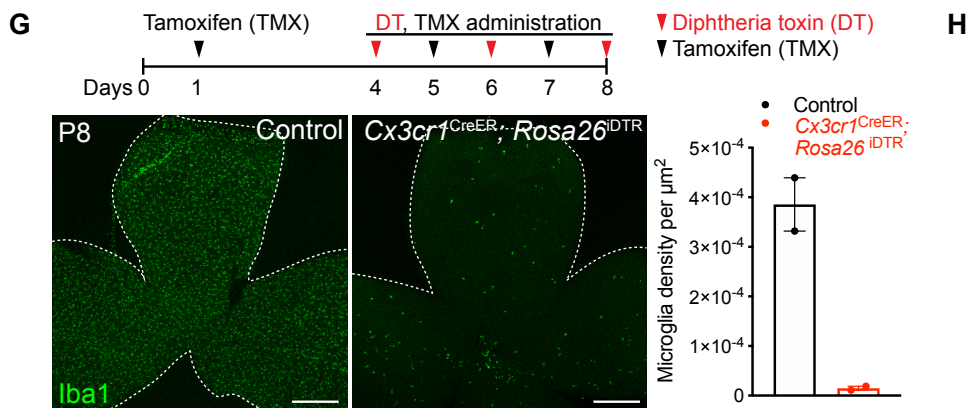 G
H
Tamoxifen (TMX)
DT, TMX administration
Diphtheria toxin (DT)
Tamoxifen (TMX)
Days 0 1 4 5 6 7 8
P8
Control
Cx3cr1CreER; Rosa26iDTR
Iba1
Control
Cx3cr1CreER;
Rosa26 iDTR
Microglia density per µm²
5×10⁻⁴
4×10⁻⁴
3×10⁻⁴
2×10⁻⁴
1×10⁻⁴
0